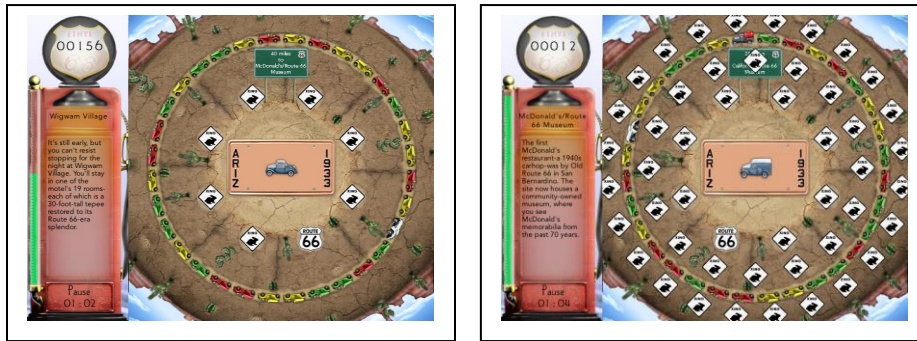 STATE
00156
Wigwam Village
It's still early, but
you can't resist
stopping for the
night at Wigwam
Village. You'll stay
in one of the
motel's 19 rooms-
each of which is a
30-foot-tall tepee
restored to its
Route 66-era
splendor.
Pause
01:02
40 miles
to
McDonald's/Route 66
Museum
ARIZ
1933
ROUTE
66
00012
McDonald's/Route
66 Museum
The first
McDonald's
restaurant-a 1940s
carhop-was by Old
Route 66 in San
Bernardino. The
site now houses a
community-owned
museum, where
you see
McDonald's
memorabilia from
the past 70 years.
Pause
01:04
Museum
ARIZ
1933
ROUTE
66
XING